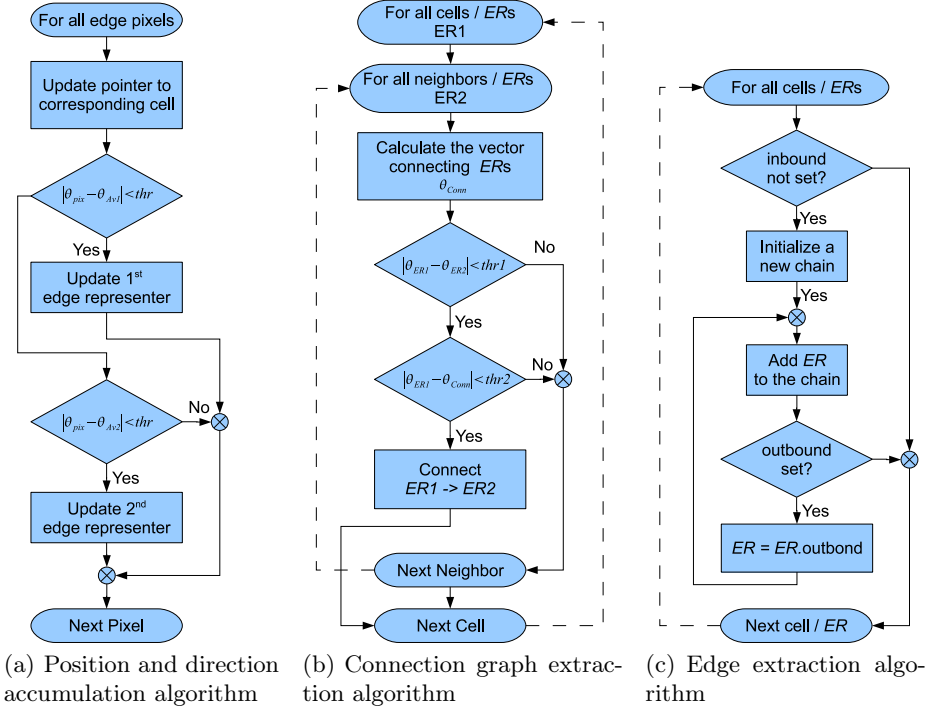 For all edge pixels
Update pointer to
corresponding cell
|θpix−θAv1|<thr
Yes
Update 1st
edge representer
|θpix−θAv2|<thr
No
Yes
Update 2nd
edge representer
Next Pixel
(a) Position and direction
accumulation algorithm
For all cells / ERs
ER1
For all neighbors / ERs
ER2
Calculate the vector
connecting ERs
θConn
|θER1−θER2|<thr1
No
Yes
|θER1−θConn|<thr2
No
Yes
Connect
ER1 -> ER2
Next Neighbor
Next Cell
(b) Connection graph extrac-
tion algorithm
For all cells / ERs
inbound
not set?
Yes
Initialize a
new chain
Yes
Add ER
to the chain
outbound
set?
Yes
ER = ER.outbond
Next cell / ER
(c) Edge extraction algo-
rithm